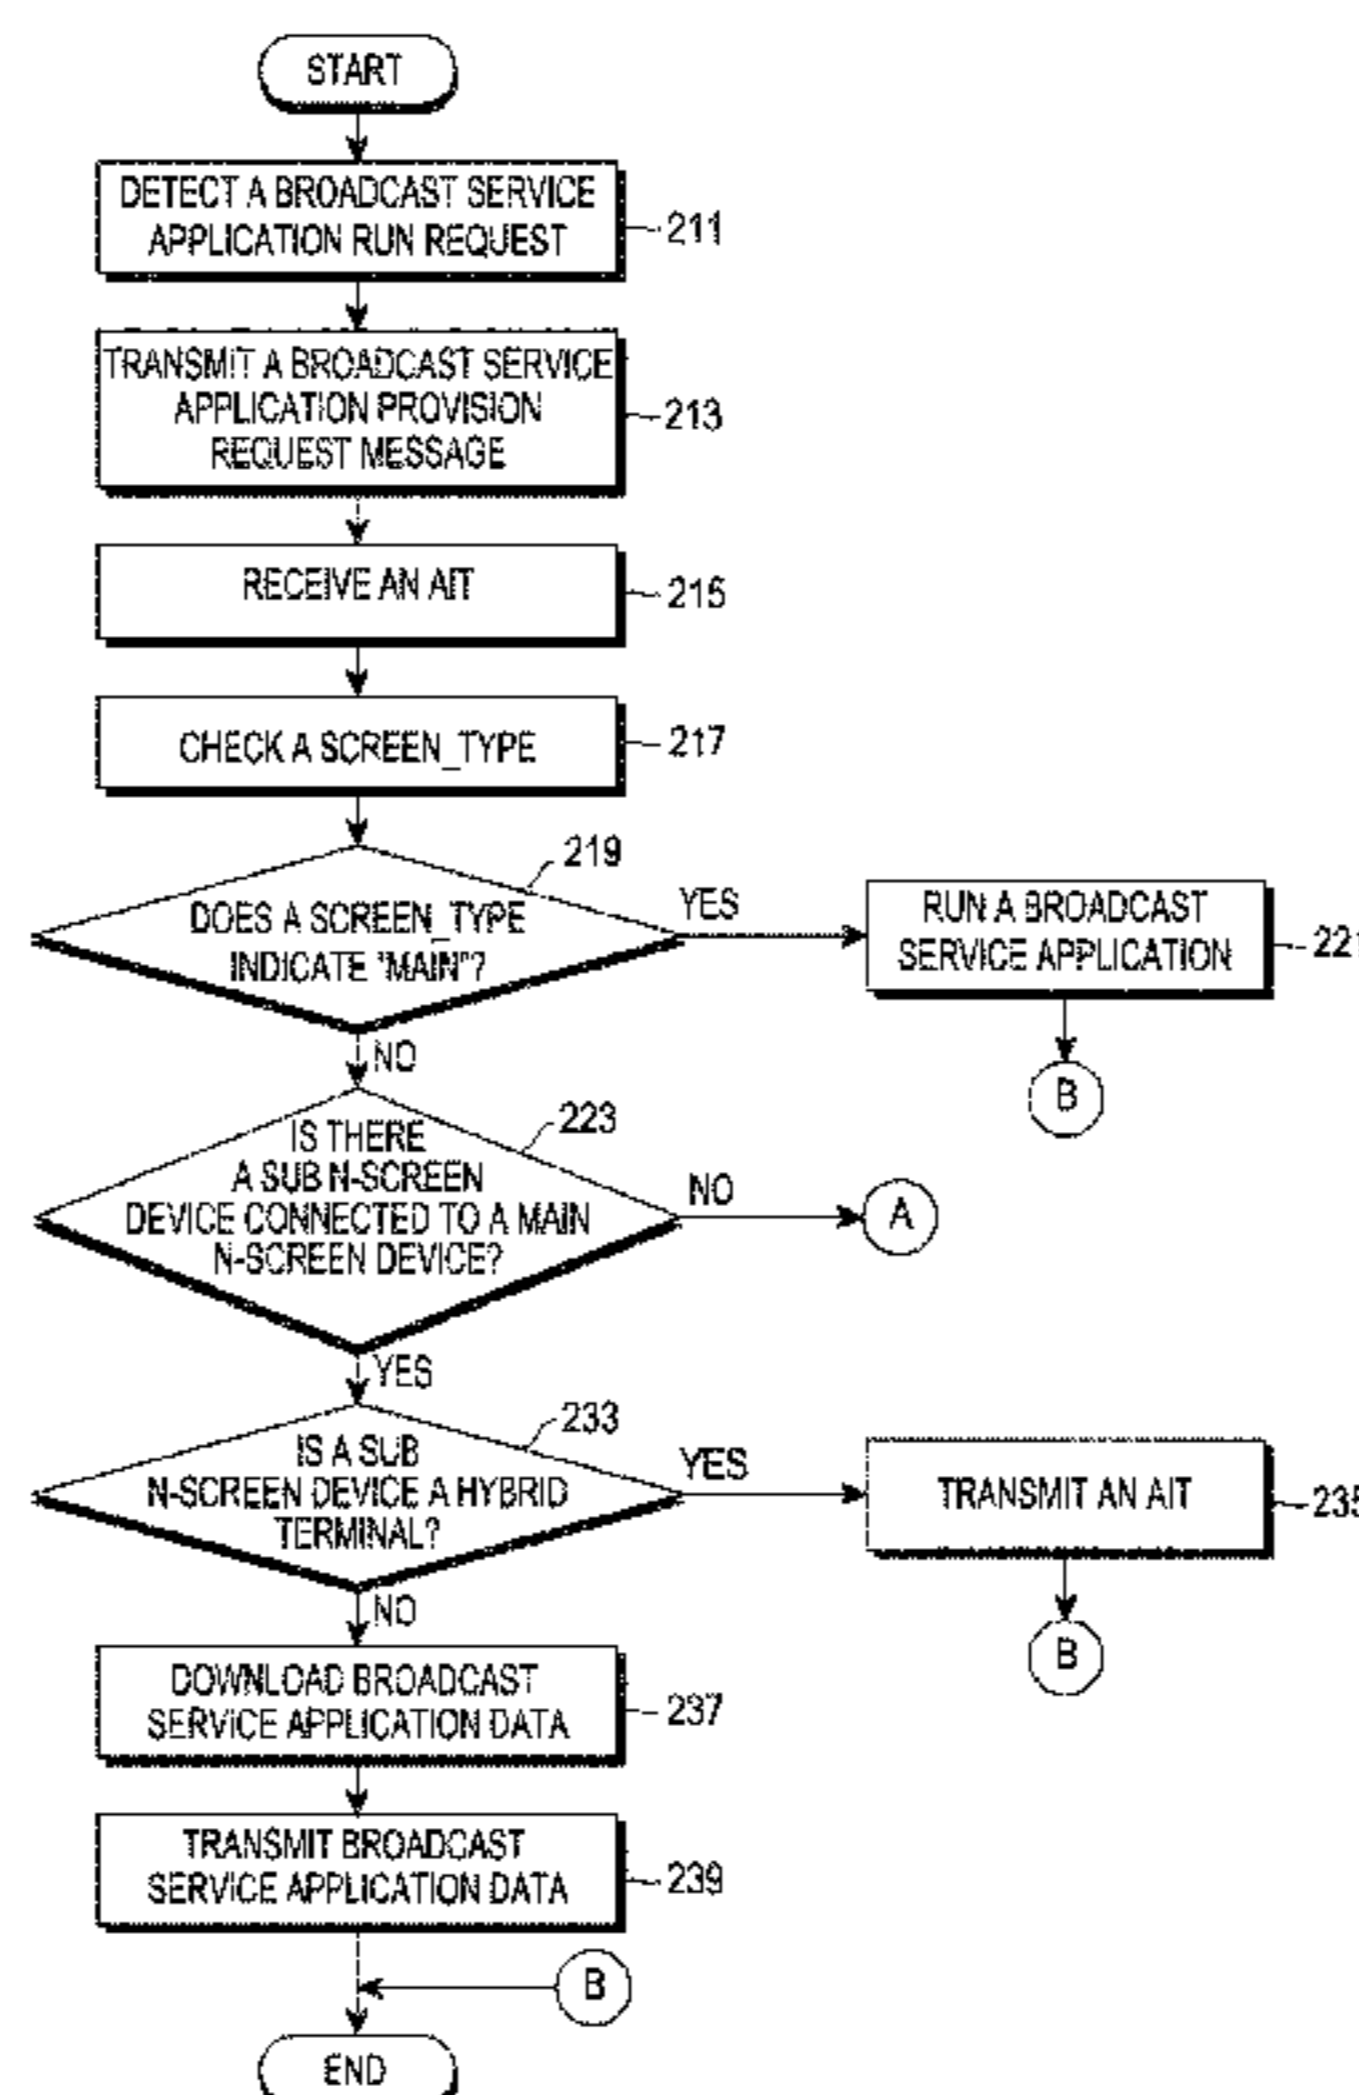 START
DETECT A BROADCAST SERVICE
APPLICATION RUN REQUEST
211
TRANSMIT A BROADCAST SERVICE
APPLICATION PROVISION
REQUEST MESSAGE
213
RECEIVE AN AIT
215
CHECK A SCREEN_TYPE
217
219
DOES A SCREEN_TYPE
INDICATE "MAIN"?
YES
RUN A BROADCAST
SERVICE APPLICATION
221
NO
B
IS THERE
A SUB N-SCREEN
DEVICE CONNECTED TO A MAIN
N-SCREEN DEVICE?
223
NO
A
YES
233
IS A SUB
N-SCREEN DEVICE A HYBRID
TERMINAL?
YES
TRANSMIT AN AIT
235
NO
B
DOWNLOAD BROADCAST
SERVICE APPLICATION DATA
237
TRANSMIT BROADCAST
SERVICE APPLICATION DATA
239
B
END